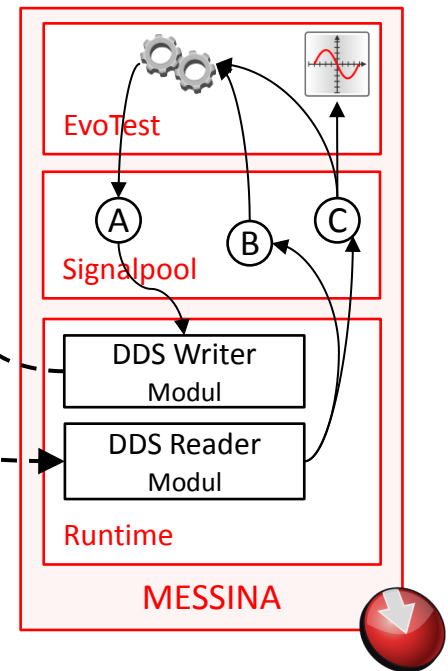 EvoTest
A
B
C
Signalpool
DDS Writer
Modul
DDS Reader
Modul
Runtime
MESSINA